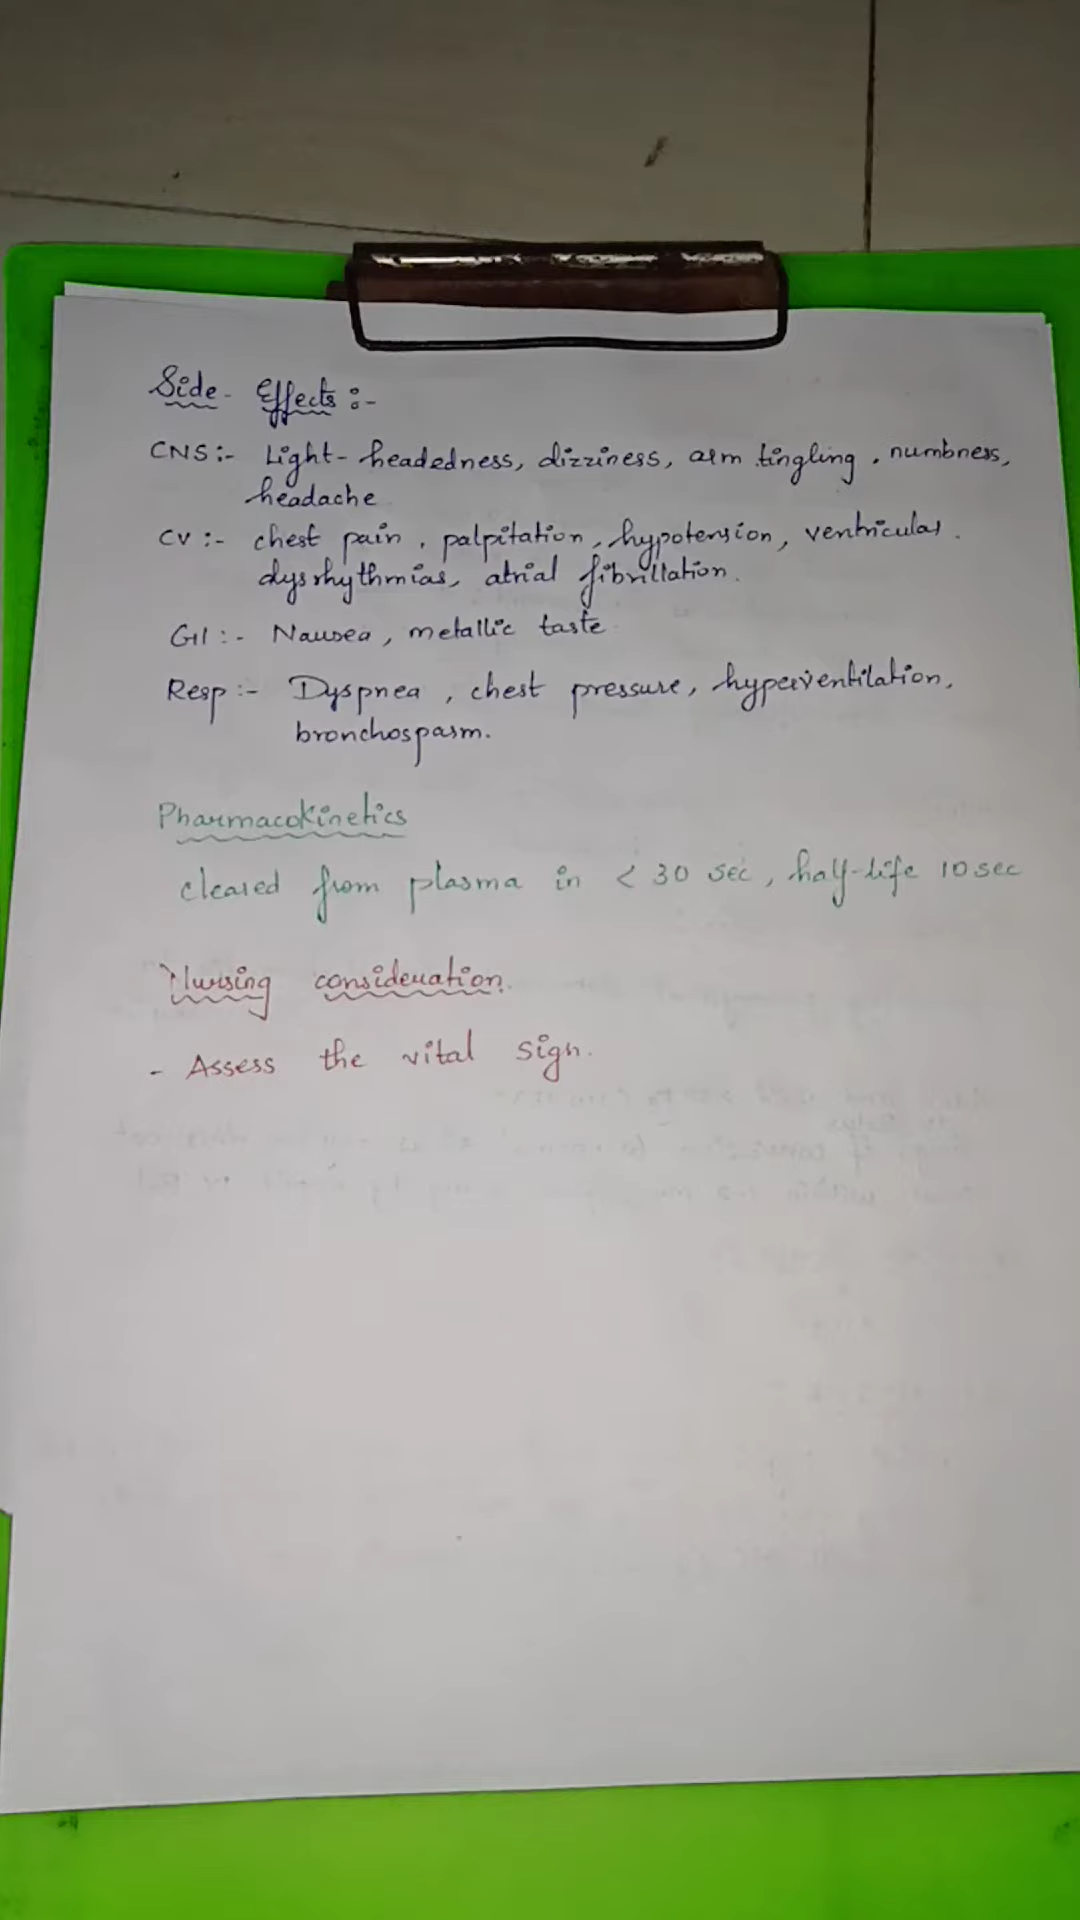 Side - Effects :-
CNS :- Light - headedness, dizziness, arm tingling, numbness,
headache
CV :- chest pain, palpitation, hypotension, ventricular
dysrhythmias, atrial fibrillation.
GI :- Nausea, metallic taste
Resp :- Dyspnea, chest pressure, hyperventilation,
bronchospasm.
Pharmacokinetics
cleared from plasma in < 30 sec, half-life 10 sec
Nursing consideration.
- Assess the vital sign.